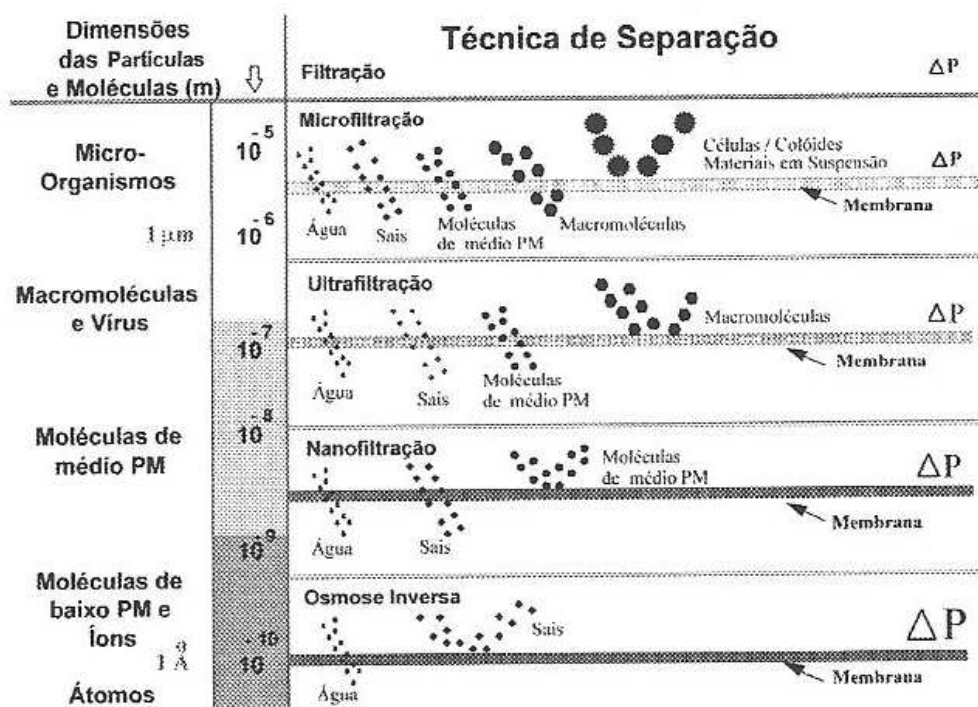 Dimensões
das Partículas
e Moléculas (m)
Técnica de Separação
Filtração
ΔP
Microfiltração
10⁻⁵
Micro-
Organismos
Células / Colóides
Materiais em Suspensão
ΔP
Membrana
Água
Sais
Moléculas
de médio PM
Macromoléculas
1 μm
10⁻⁶
Macromoléculas
e Vírus
Ultrafiltração
10⁻⁷
Macromoléculas
ΔP
Membrana
Água
Sais
Moléculas
de médio PM
10⁻⁸
Moléculas de
médio PM
Nanofiltração
Moléculas
de médio PM
ΔP
Membrana
Água
Sais
10⁻⁹
Moléculas de
baixo PM e
Íons
Osmose Inversa
Sais
ΔP
1 Å
10⁻¹⁰
Membrana
Átomos
Água